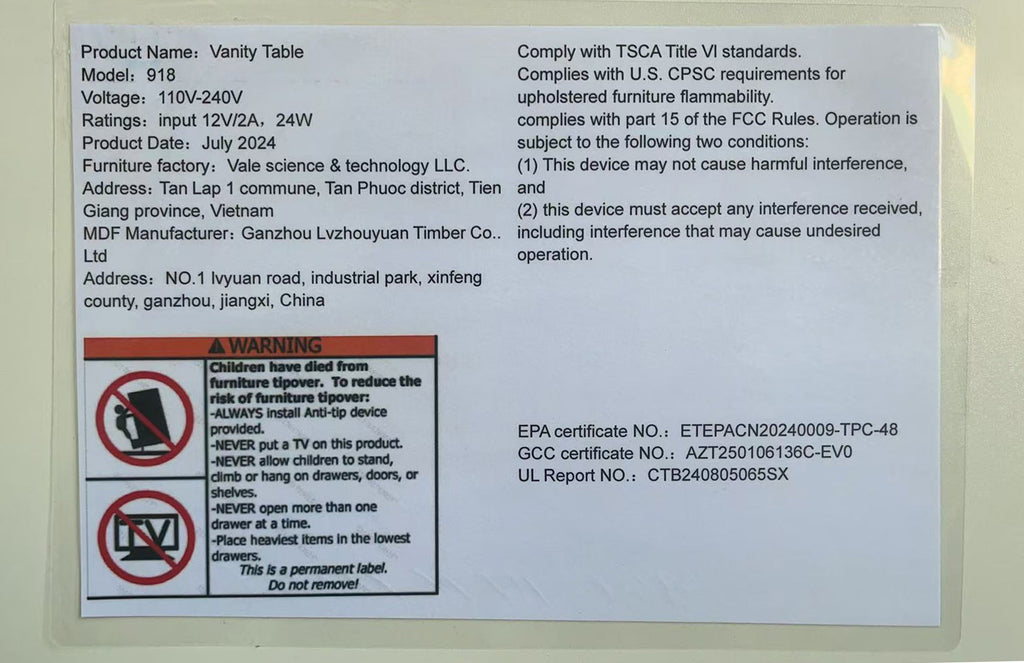 Product Name: Vanity Table
Model: 918
Voltage: 110V-240V
Ratings: input 12V/2A, 24W
Product Date: July 2024
Furniture factory: Vale science & technology LLC.
Address: Tan Lap 1 commune, Tan Phuoc district, Tien
Giang province, Vietnam
MDF Manufacturer: Ganzhou Lvzhouyuan Timber Co..
Ltd
Address: NO.1 lvyuan road, industrial park, xinfeng
county, ganzhou, jiangxi, China
Comply with TSCA Title VI standards.
Complies with U.S. CPSC requirements for
upholstered furniture flammability.
complies with part 15 of the FCC Rules. Operation is
subject to the following two conditions:
(1) This device may not cause harmful interference,
and
(2) this device must accept any interference received,
including interference that may cause undesired
operation.
WARNING
Children have died from
furniture tipover. To reduce the
risk of furniture tipover:
-ALWAYS install Anti-tip device
provided.
-NEVER put a TV on this product.
-NEVER allow children to stand,
climb or hang on drawers, doors, or
shelves.
-NEVER open more than one
drawer at a time.
-Place heaviest items in the lowest
drawers.
This is a permanent label.
Do not remove!
TV
EPA certificate NO.: ETEPACN20240009-TPC-48
GCC certificate NO.: AZT250106136C-EV0
UL Report NO.: CTB240805065SX